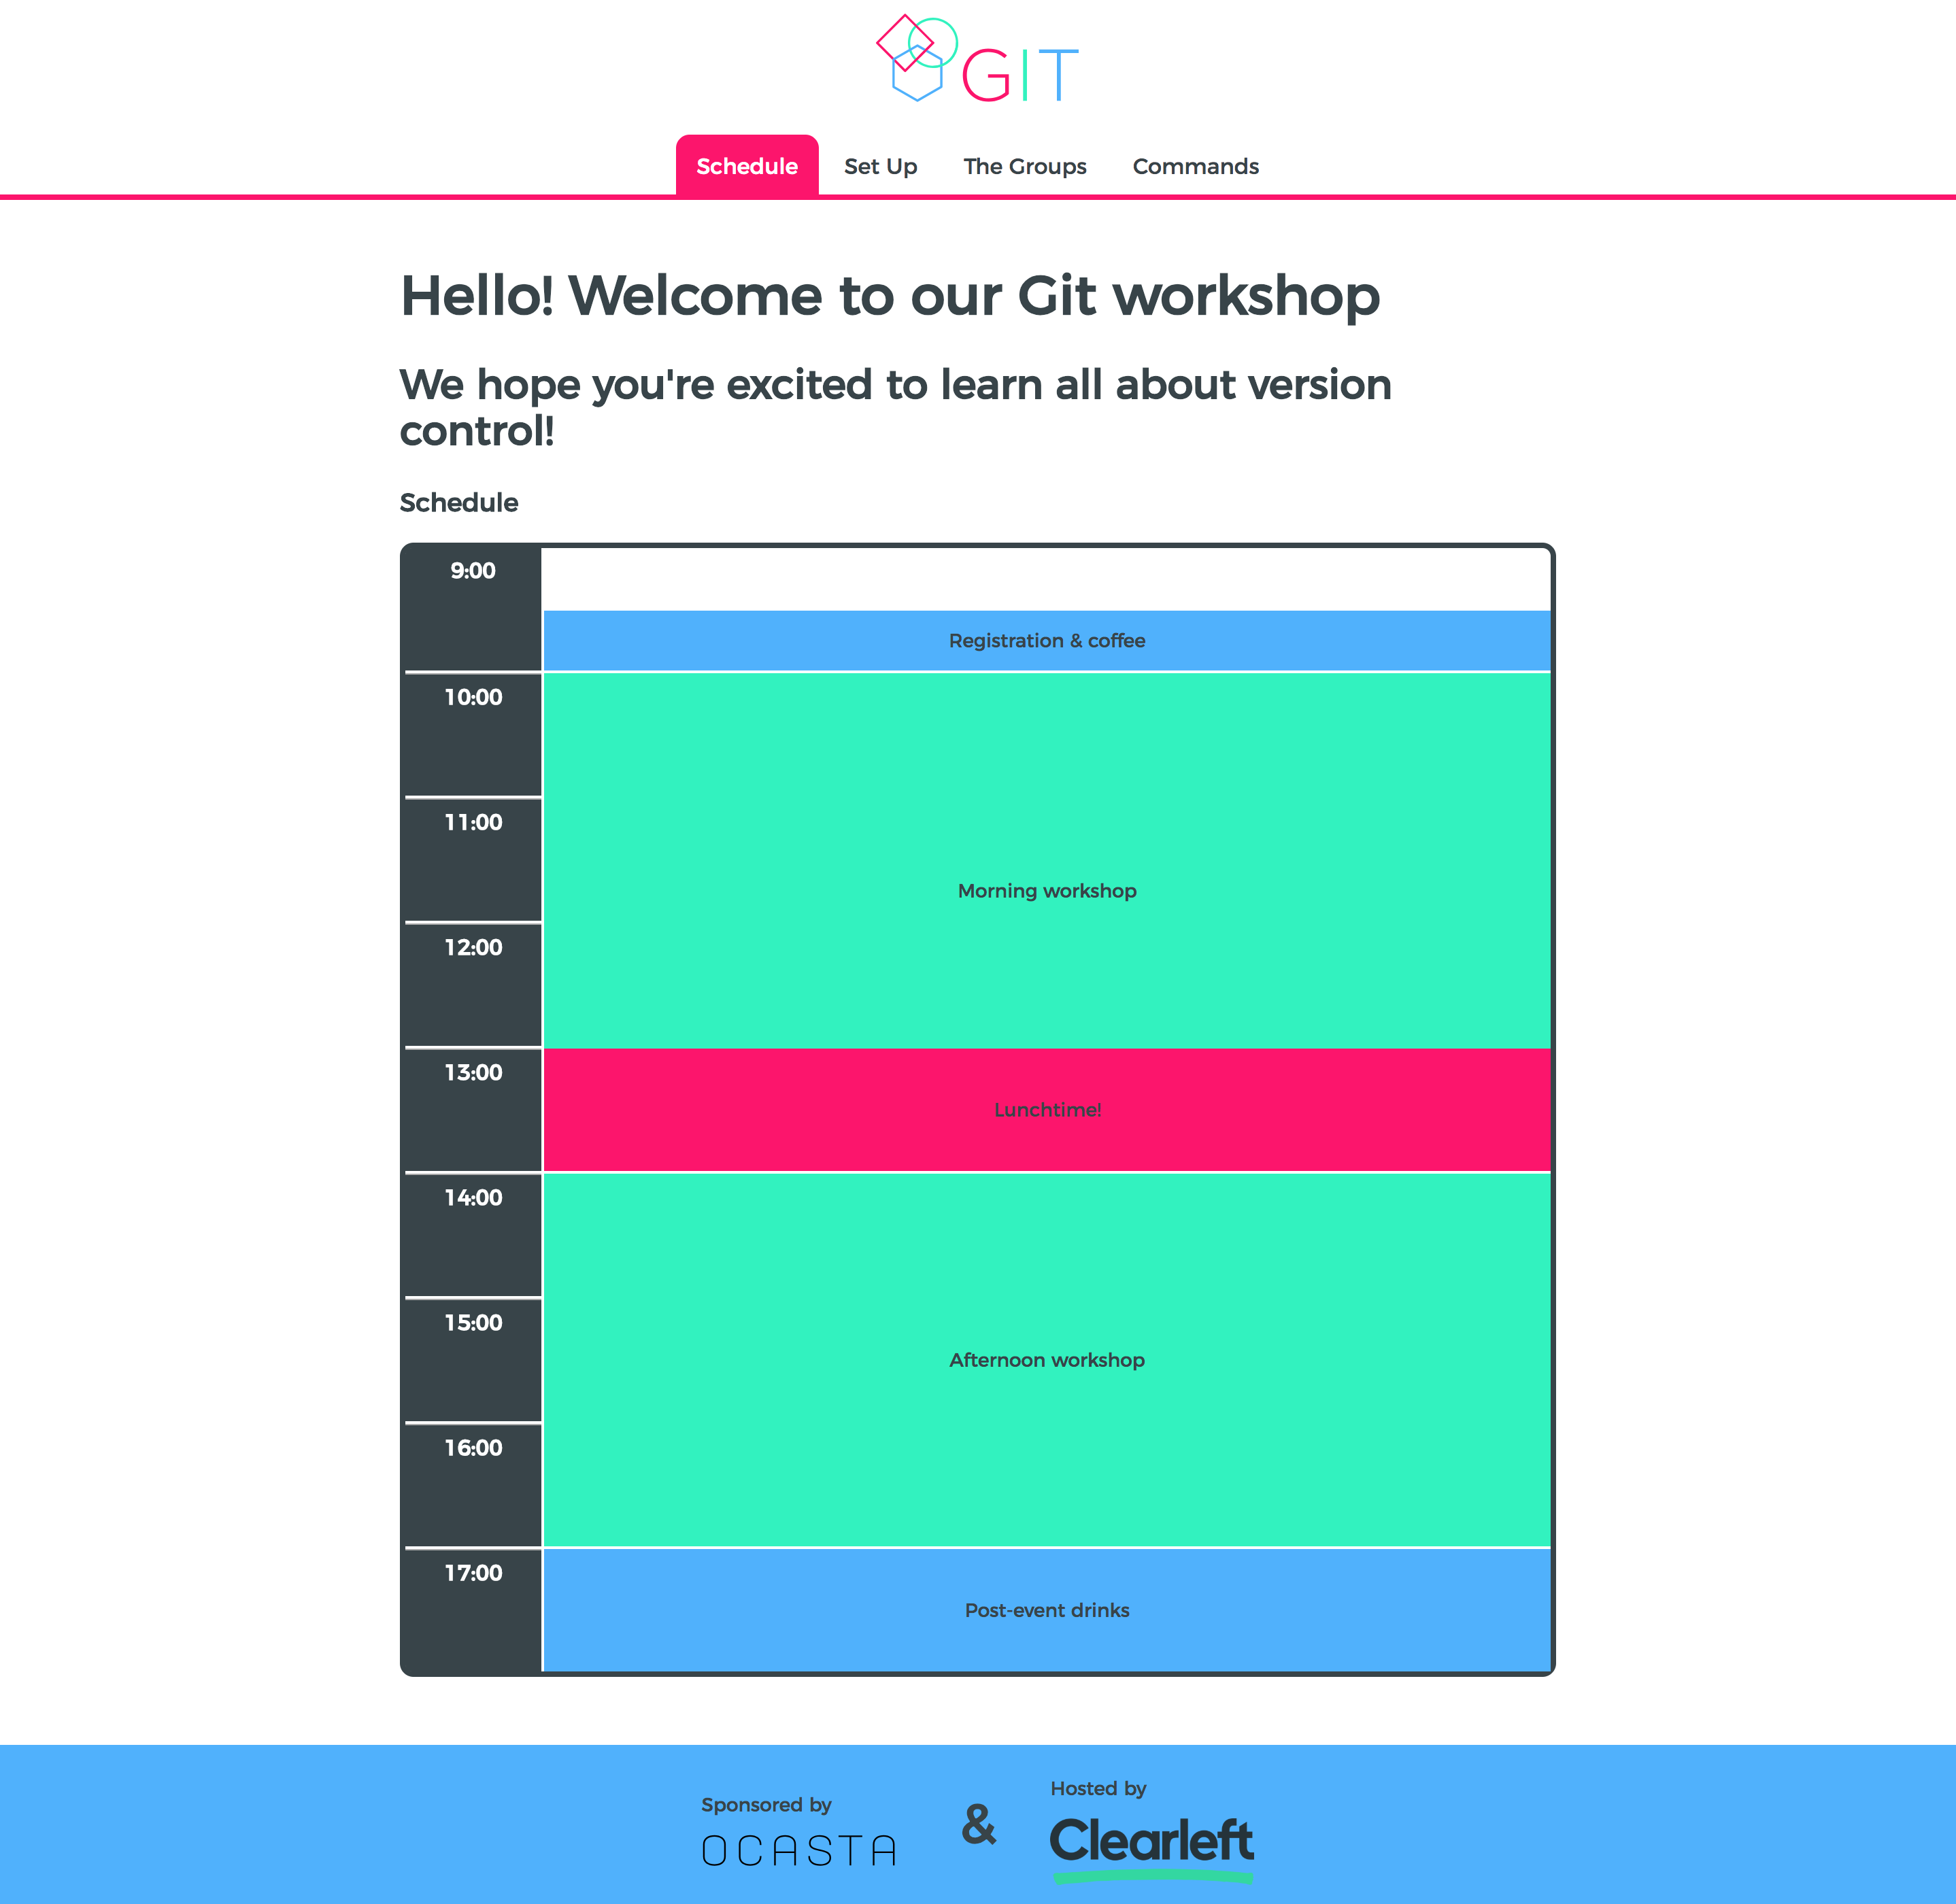 GIT
Schedule Set Up The Groups Commands
Hello! Welcome to our Git workshop
We hope you're excited to learn all about version
control!
Schedule
9:00
Registration & coffee
10:00
11:00
Morning workshop
12:00
13:00
Lunchtime!
14:00
15:00
Afternoon workshop
16:00
17:00
Post-event drinks
Sponsored by
OCASTA
&
Hosted by
Clearleft